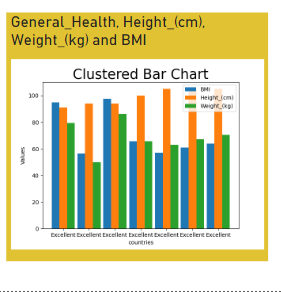 General_Health, Height_(cm),
Weight_(kg) and BMI
Clustered Bar Chart
BMI
Height_(cm)
Weight_(kg)
Values
100
80
60
40
20
0
Excellent Excellent Excellent Excellent Excellent Excellent Excellent
countries